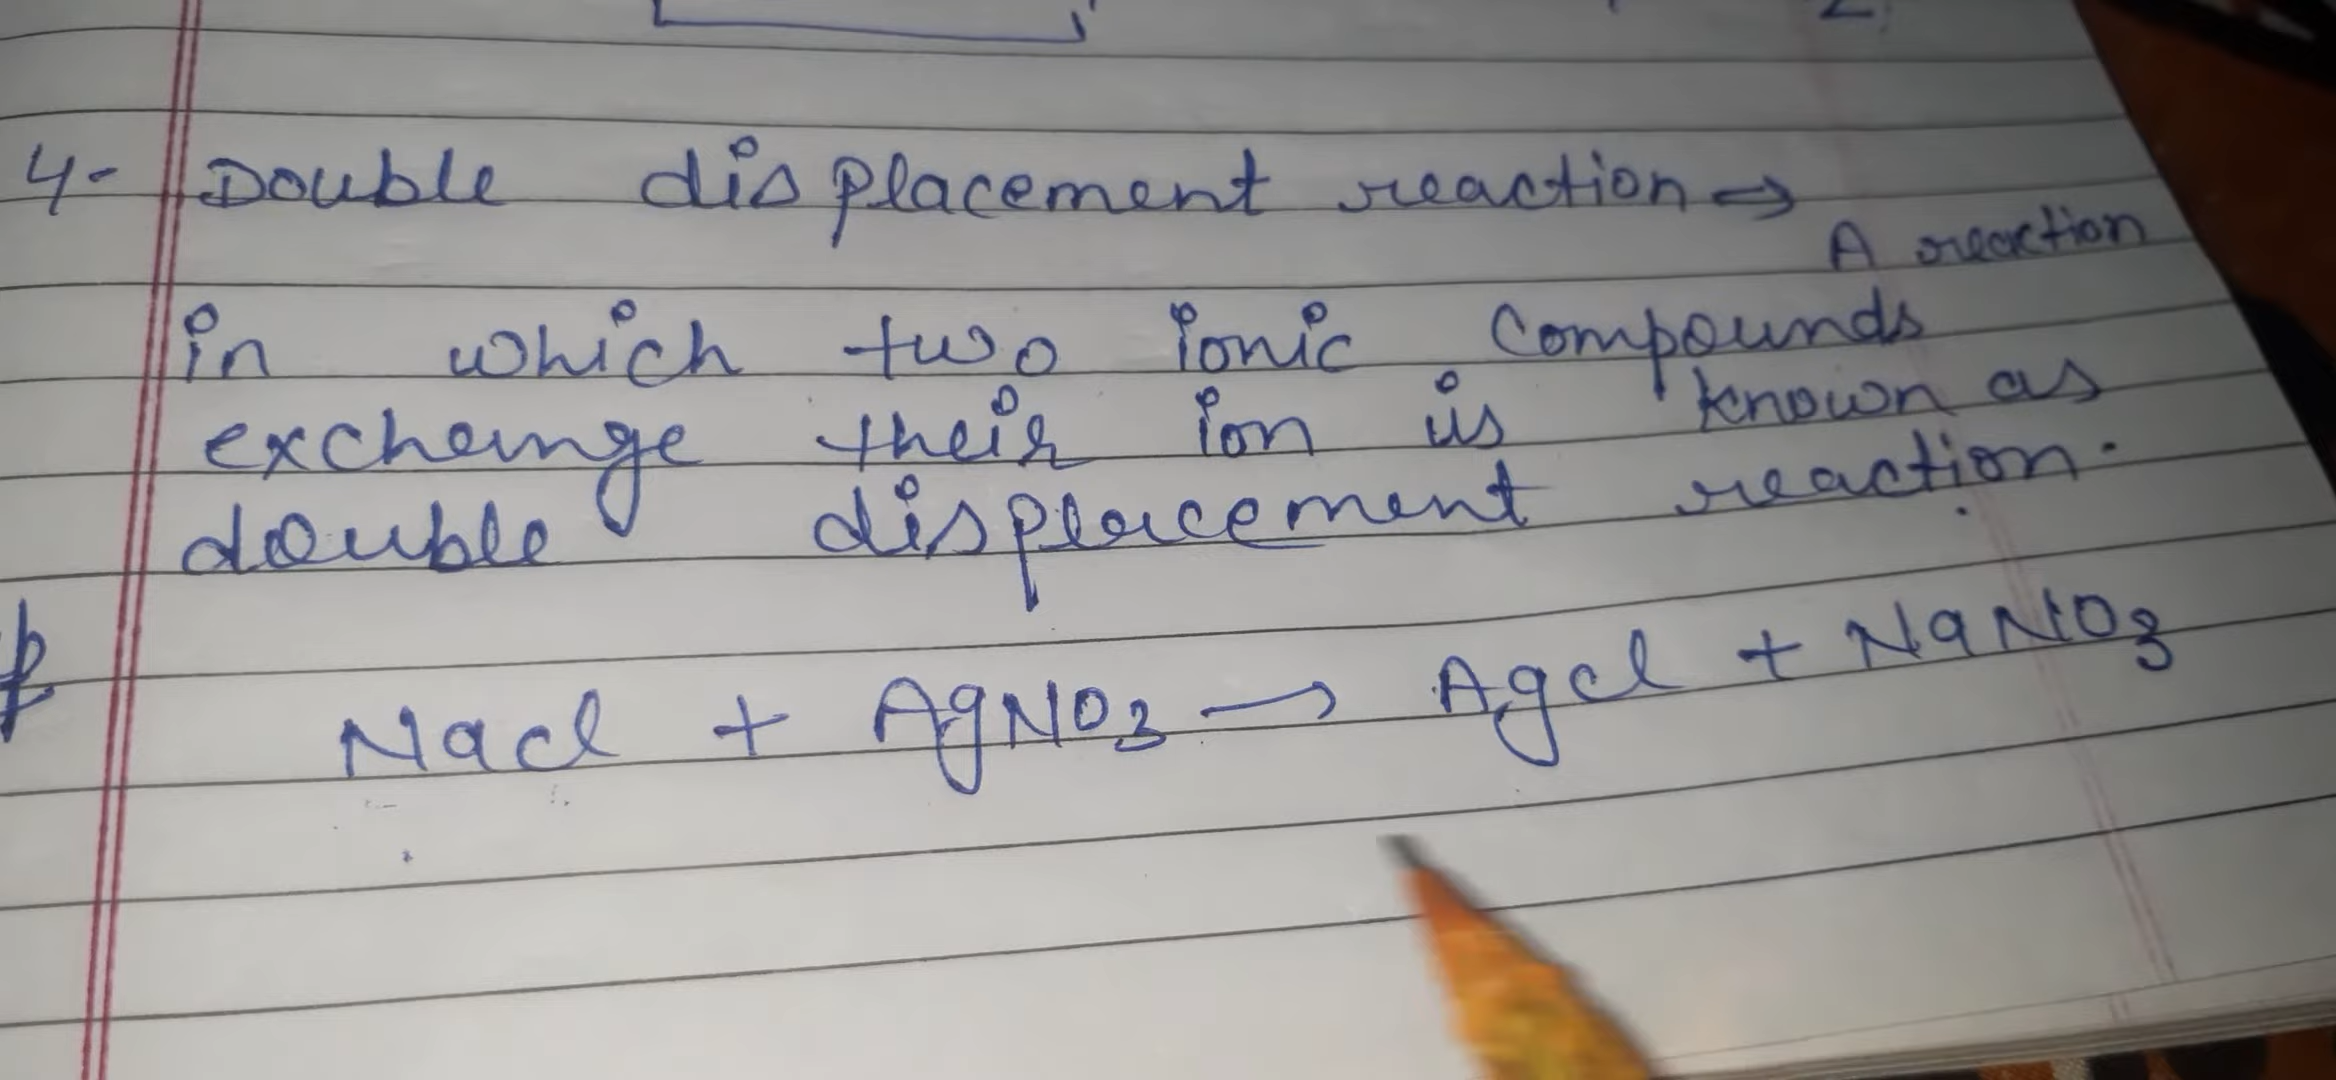 4- Double displacement reaction →
A reaction
in which two ionic compounds
exchange their ion is known as
double displacement reaction.
Nacl + AgNO3 → Agcl + NaNO3